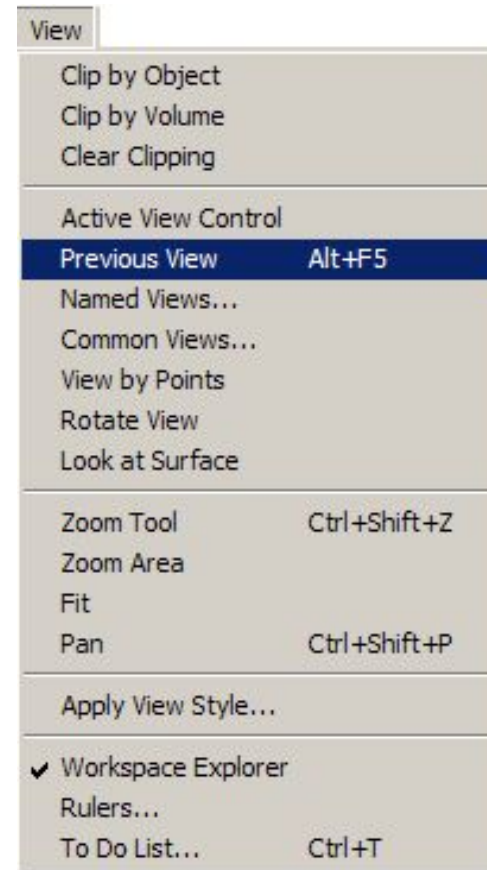 View
Clip by Object
Clip by Volume
Clear Clipping
Active View Control
Previous View Alt+F5
Named Views...
Common Views...
View by Points
Rotate View
Look at Surface
Zoom Tool Ctrl+Shift+Z
Zoom Area
Fit
Pan Ctrl+Shift+P
Apply View Style...
Workspace Explorer
Rulers...
To Do List... Ctrl+T